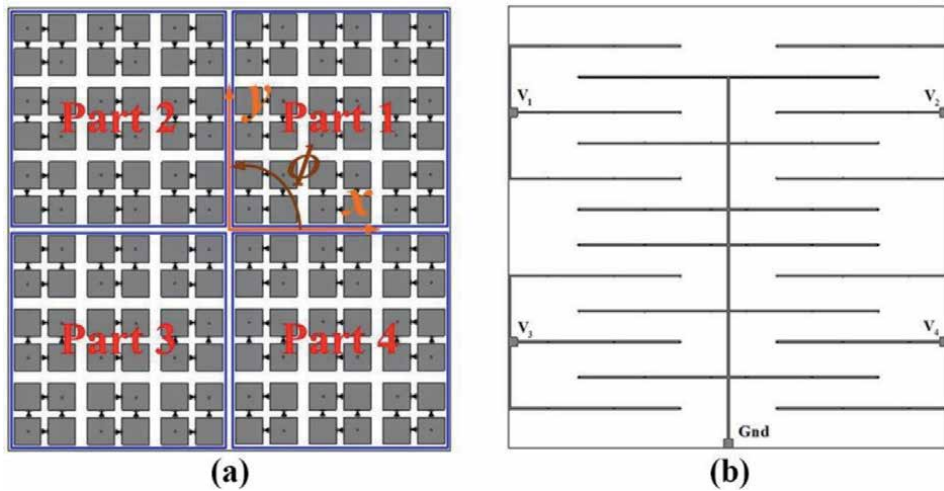 Part 2
y
Part 1
ϕ
x
Part 3
Part 4
(a)
V1
V2
V3
V4
Gnd
(b)